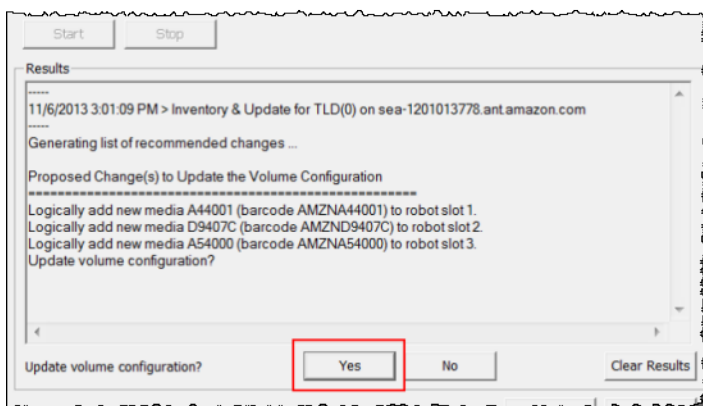 Start Stop
Results
-----
11/6/2013 3:01:09 PM > Inventory & Update for TLD(0) on sea-1201013778.ant.amazon.com
-----
Generating list of recommended changes ...
Proposed Change(s) to Update the Volume Configuration
=====================================================
Logically add new media A44001 (barcode AMZNA44001) to robot slot 1.
Logically add new media D9407C (barcode AMZND9407C) to robot slot 2.
Logically add new media A54000 (barcode AMZNA54000) to robot slot 3.
Update volume configuration?
Update volume configuration? Yes No Clear Results